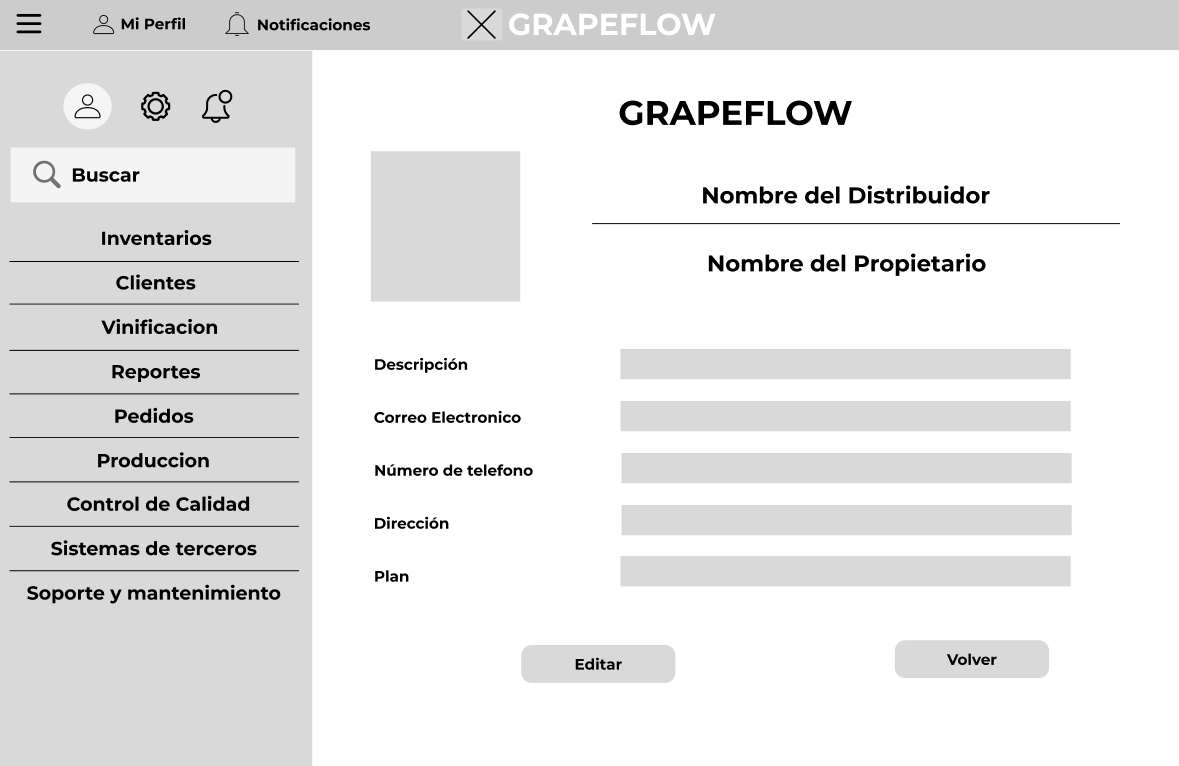 Mi Perfil
Notificaciones
GRAPEFLOW
Buscar
Inventarios
Clientes
Vinificacion
Reportes
Pedidos
Produccion
Control de Calidad
Sistemas de terceros
Soporte y mantenimiento
GRAPEFLOW
Nombre del Distribuidor
Nombre del Propietario
Descripción
Correo Electronico
Número de telefono
Dirección
Plan
Editar
Volver